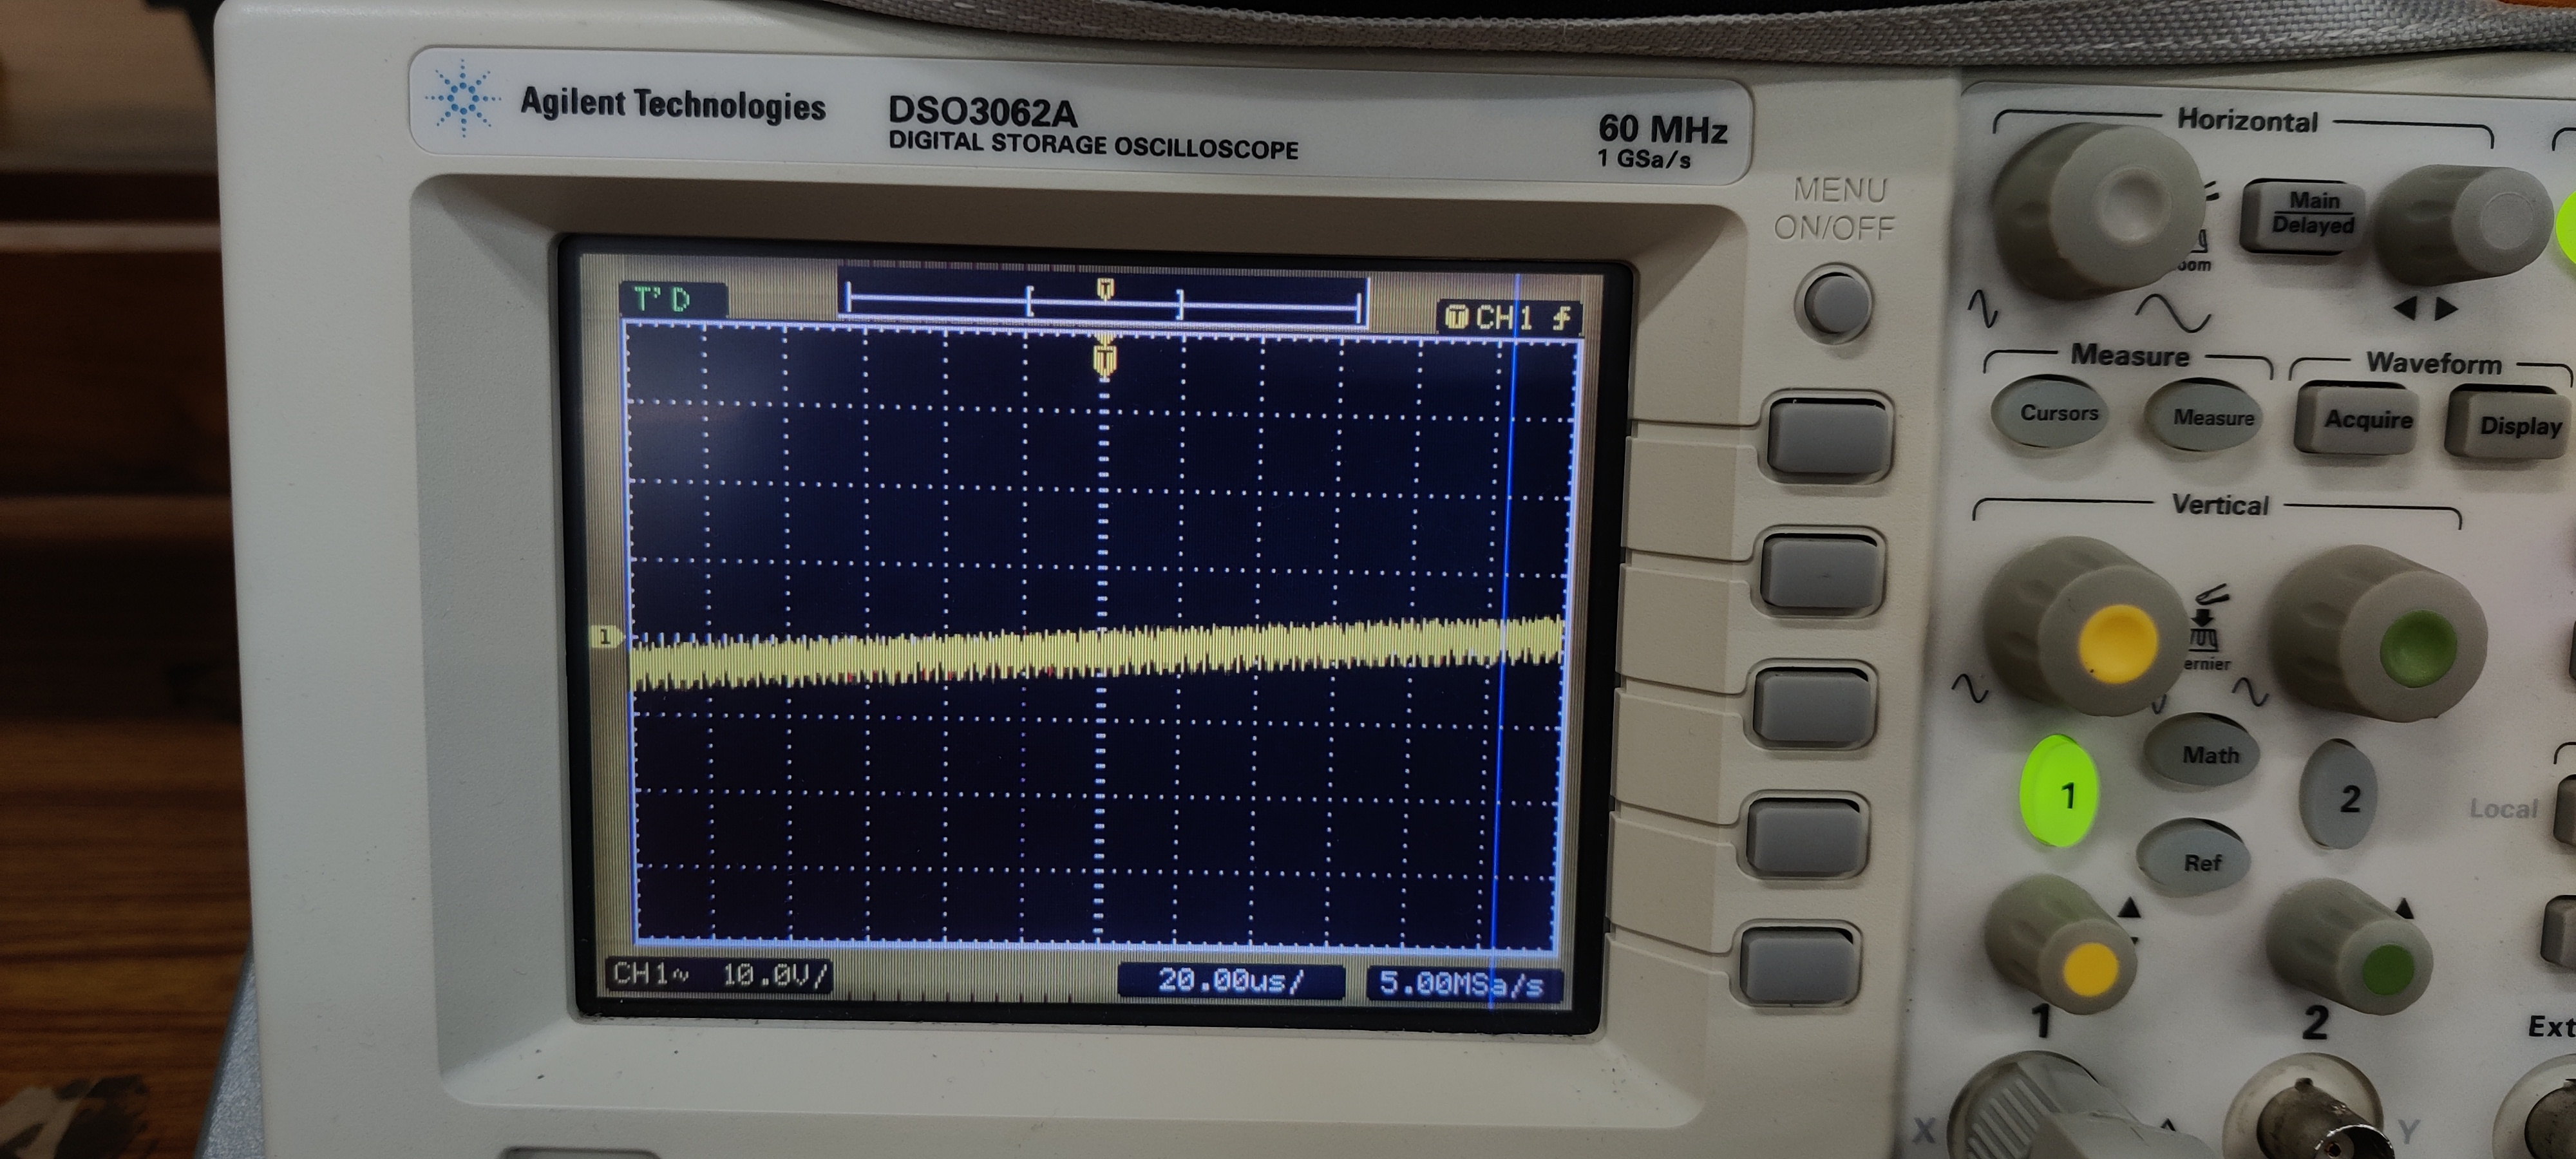 Agilent Technologies
DSO3062A
DIGITAL STORAGE OSCILLOSCOPE
60 MHz
1 GSa/s
MENU
ON/OFF
Horizontal
Main
Delayed
oom
T' D
T
T CH1
T
1
CH1~ 10.0V/
20.00us/
5.00MSa/s
Measure
Waveform
Cursors
Measure
Acquire
Display
Vertical
ernier
1
Math
2
Local
Ref
1
2
Ext
X
Y